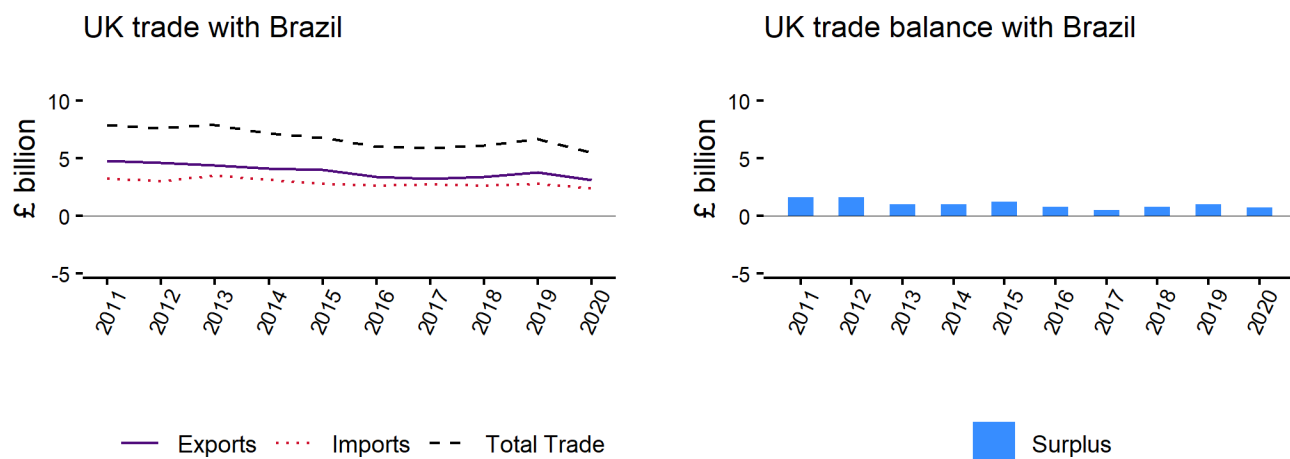 UK trade with Brazil
£ billion
10
5
0
-5
2011 2012 2013 2014 2015 2016 2017 2018 2019 2020
Exports Imports Total Trade
UK trade balance with Brazil
£ billion
10
5
0
-5
2011 2012 2013 2014 2015 2016 2017 2018 2019 2020
Surplus